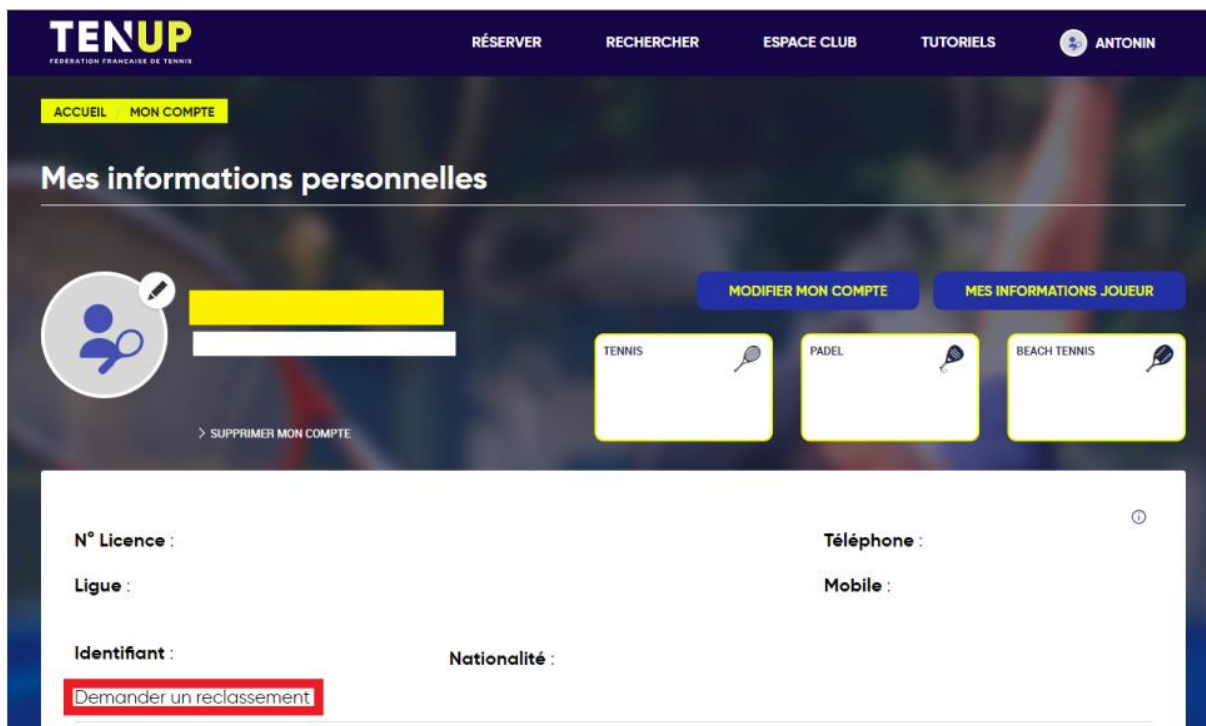 TENUP
FEDERATION FRANÇAISE DE TENNIS
RÉSERVER RECHERCHER ESPACE CLUB TUTORIELS ANTONIN
ACCUEIL / MON COMPTE
Mes informations personnelles
MODIFIER MON COMPTE MES INFORMATIONS JOUEUR
TENNIS PADEL BEACH TENNIS
> SUPPRIMER MON COMPTE
N° Licence : Téléphone :
Ligue : Mobile :
Identifiant : Nationalité :
Demander un reclassement